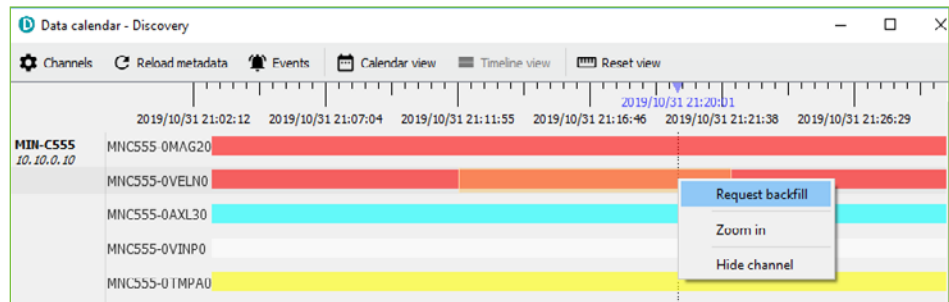 Data calendar - Discovery
Channels Reload metadata Events Calendar view Timeline view Reset view
2019/10/31 21:20:01
2019/10/31 21:02:12 2019/10/31 21:07:04 2019/10/31 21:11:55 2019/10/31 21:16:46 2019/10/31 21:21:38 2019/10/31 21:26:29
MIN-C555 MNC555-0MAG20
10.10.0.10
MNC555-0VELN0
Request backfill
MNC555-0AXL30
Zoom in
MNC555-0VINP0
Hide channel
MNC555-0TMPA0